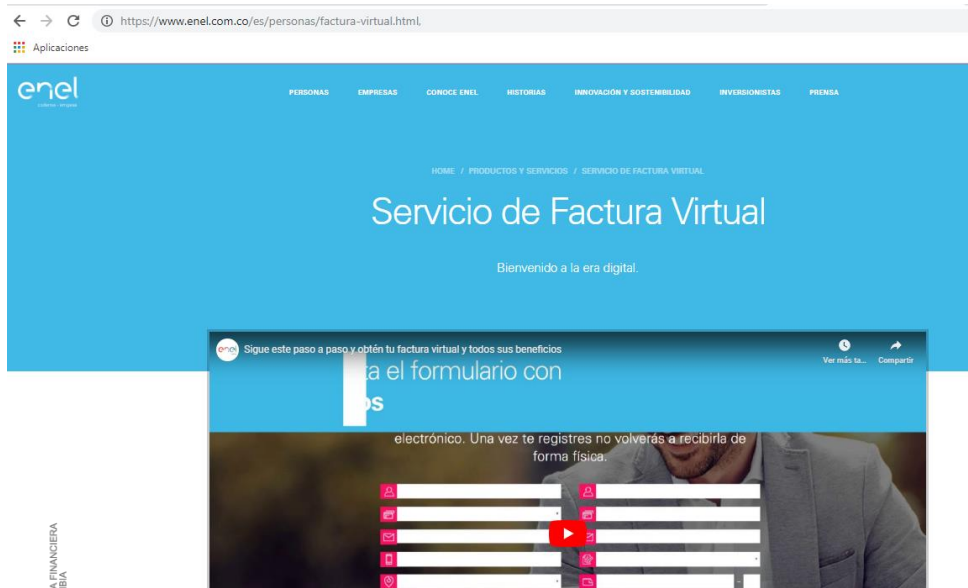 https://www.enel.com.co/es/personas/factura-virtual.html.
Aplicaciones
enel
PERSONAS EMPRESAS CONOCE ENEL HISTORIAS INNOVACIÓN Y SOSTENIBILIDAD INVERSIONISTAS PRENSA
HOME / PRODUCTOS Y SERVICIOS / SERVICIO DE FACTURA VIRTUAL
Servicio de Factura Virtual
Bienvenido a la era digital.
enel
Sigue este paso a paso y obtén tu factura virtual y todos sus beneficios
Ver más ta... Compartir
ta el formulario con
os
electrónico. Una vez te registres no volverás a recibirla de
forma física.
A FINANCIERA